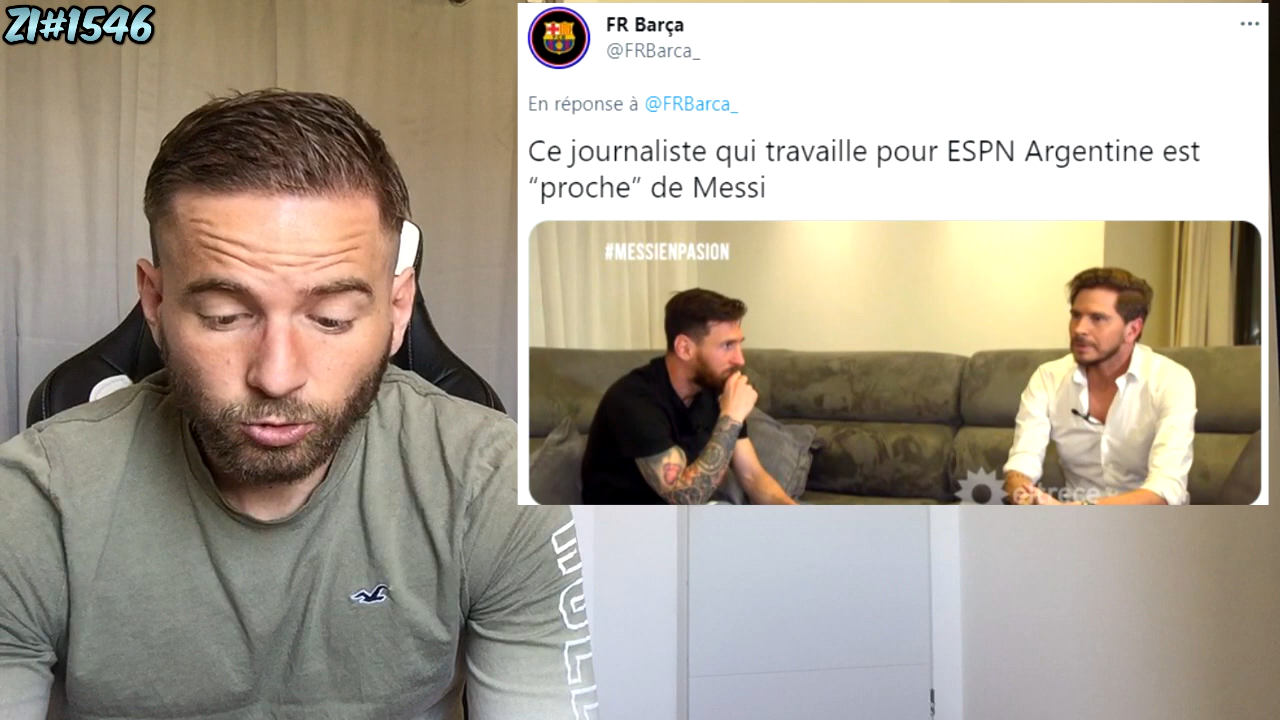 ZI#1546
FR Barça
@FRBarca_
En réponse à @FRBarca_
Ce journaliste qui travaille pour ESPN Argentine est
“proche” de Messi
#MESSIENPASION
eltrece